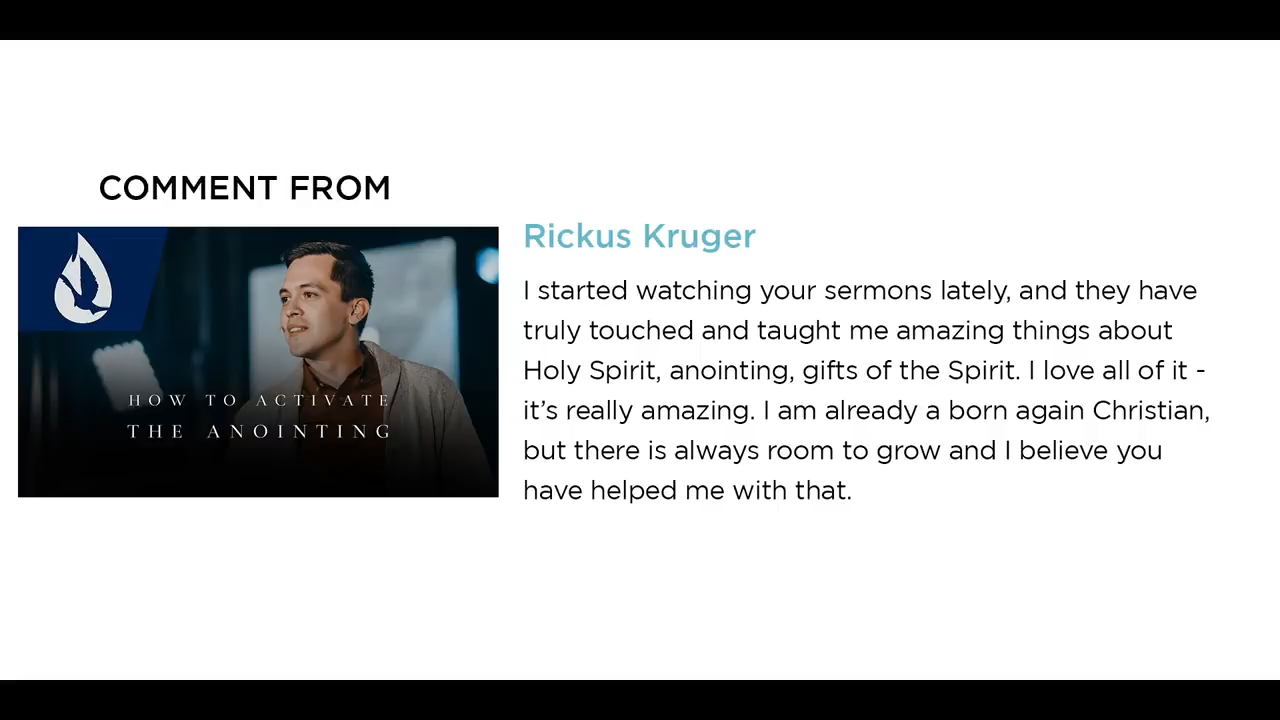 COMMENT FROM
HOW TO ACTIVATE
THE ANOINTING
Rickus Kruger
I started watching your sermons lately, and they have
truly touched and taught me amazing things about
Holy Spirit, anointing, gifts of the Spirit. I love all of it -
it’s really amazing. I am already a born again Christian,
but there is always room to grow and I believe you
have helped me with that.